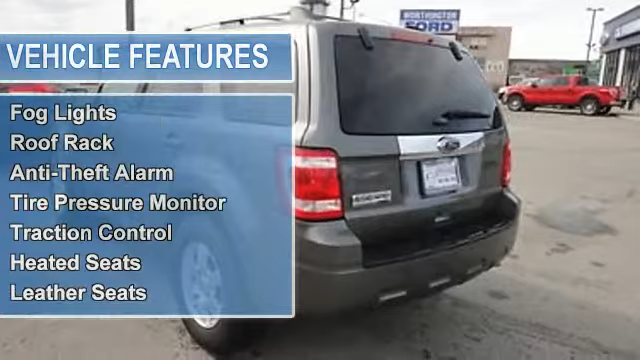 VEHICLE FEATURES
Fog Lights
Roof Rack
Anti-Theft Alarm
Tire Pressure Monitor
Traction Control
Heated Seats
Leather Seats
WORTHINGTON
FORD